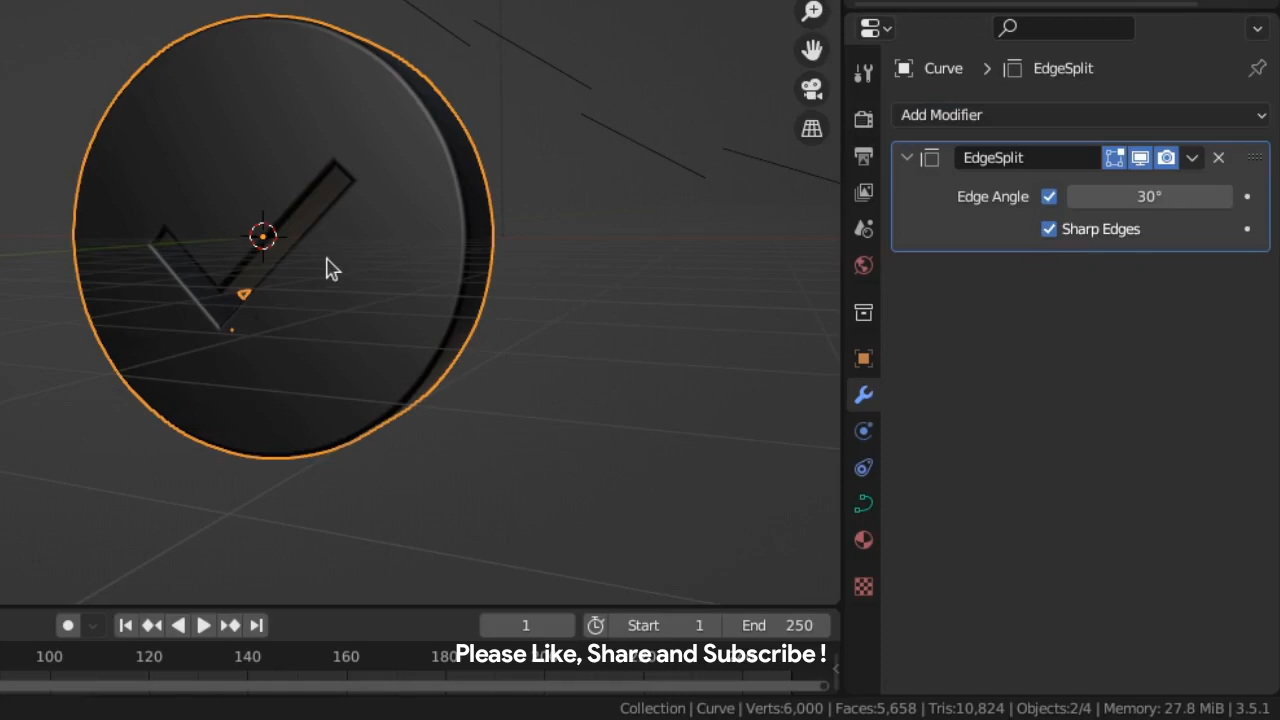 Curve > EdgeSplit
Add Modifier
EdgeSplit
Edge Angle 30°
Sharp Edges
1 Start 1 End 250
100 120 140 160 180
Please Like, Share and Subscribe !
Collection | Curve | Verts:6,000 | Faces:5,658 | Tris:10,824 | Objects:2/4 | Memory: 27.8 MiB | 3.5.1